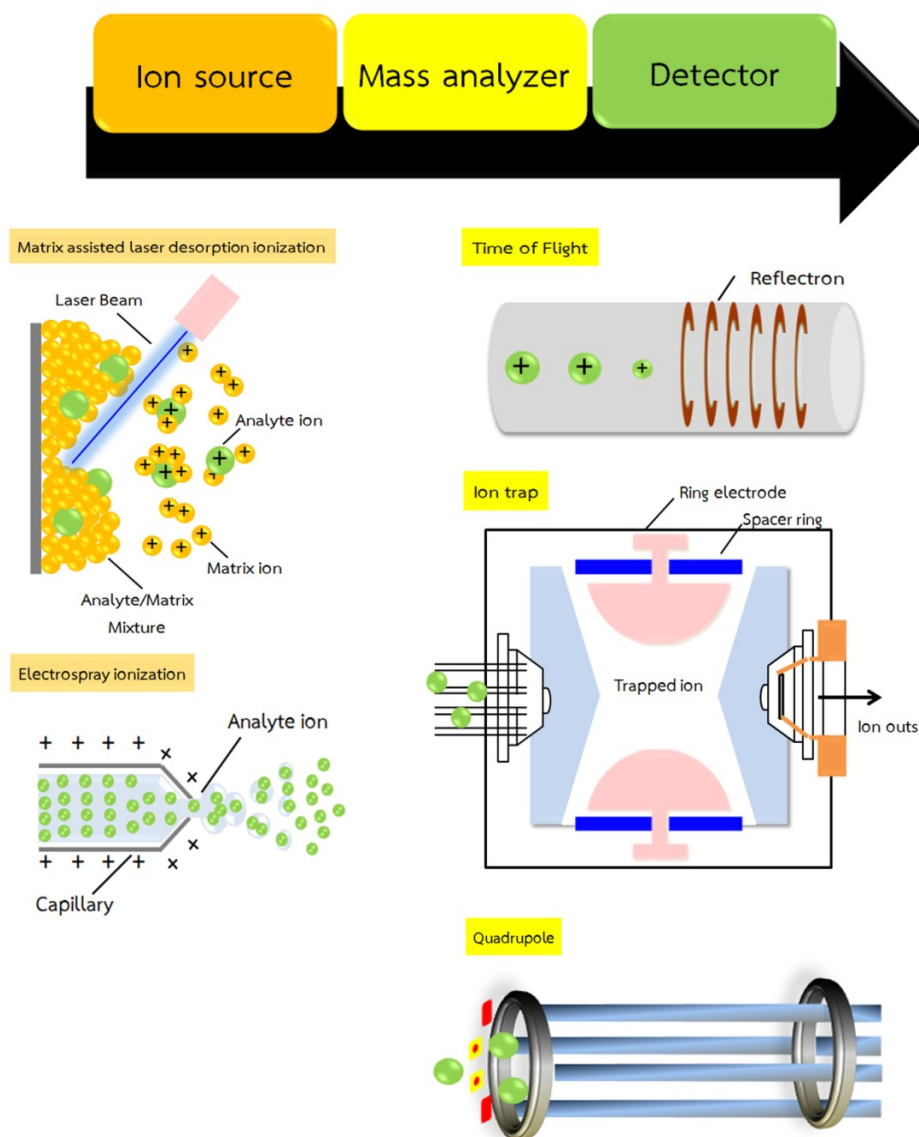 Ion source
Mass analyzer
Detector
Matrix assisted laser desorption ionization
Laser Beam
Analyte ion
Matrix ion
Analyte/Matrix
Mixture
Electrospray ionization
Analyte ion
Capillary
Time of Flight
Reflectron
Ion trap
Ring electrode
Spacer ring
Trapped ion
Ion outs
Quadrupole